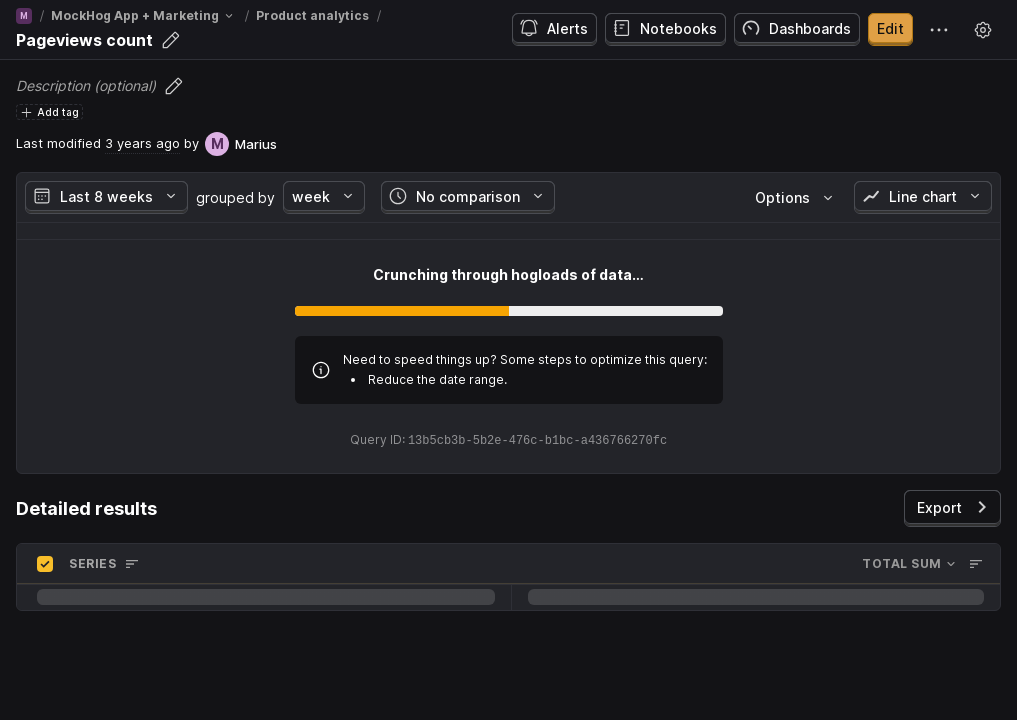 M / MockHog App + Marketing / Product analytics /
Pageviews count
Alerts
Notebooks
Dashboards
Edit
Description (optional)
Add tag
Last modified 3 years ago by M Marius
Last 8 weeks grouped by week No comparison Options Line chart
Crunching through hogloads of data...
Need to speed things up? Some steps to optimize this query:
• Reduce the date range.
Query ID: 13b5cb3b-5b2e-476c-b1bc-a436766270fc
Detailed results
Export
SERIES TOTAL SUM